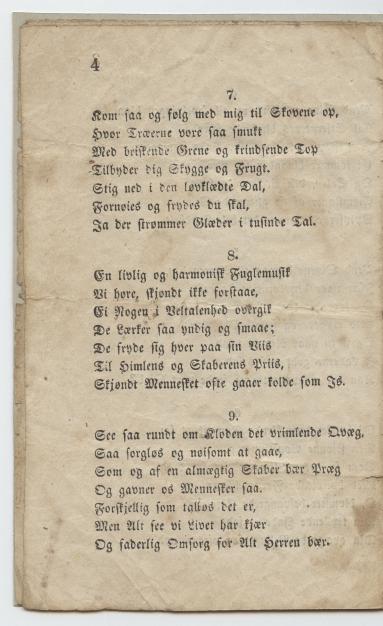 4
7.
Kom saa og følg med mig til Skovene op,
Hvor Træerne vore saa smukt
Med briskende Grene og krindsende Top
Tilbyder dig Skygge og Frugt.
Stig ned i den løvklædte Dal,
Fornøies og frydes du skal,
Ja der strømmer Glæder i tusinde Tal.
8.
En livlig og harmonisk Fuglemusik
Vi høre, skjøndt ikke forstaae,
Ei Nogen i Veltalenhed overgik
De Lærker saa yndig og smaae;
De fryde sig hver paa sin Viis
Til Himlens og Skaberens Priis,
Skjøndt Mennesket ofte gaaer kolde som Is.
9.
See saa rundt om Kloden det vrimlende Qvæg,
Saa sorgløs og nøisomt at gaae,
Som og af en almægtig Skaber bær Præg
Og gavner os Mennesker saa.
Forskjellig som talløs det er,
Men Alt see vi Livet har kjær
Og faderlig Omsorg for Alt Herren bær.